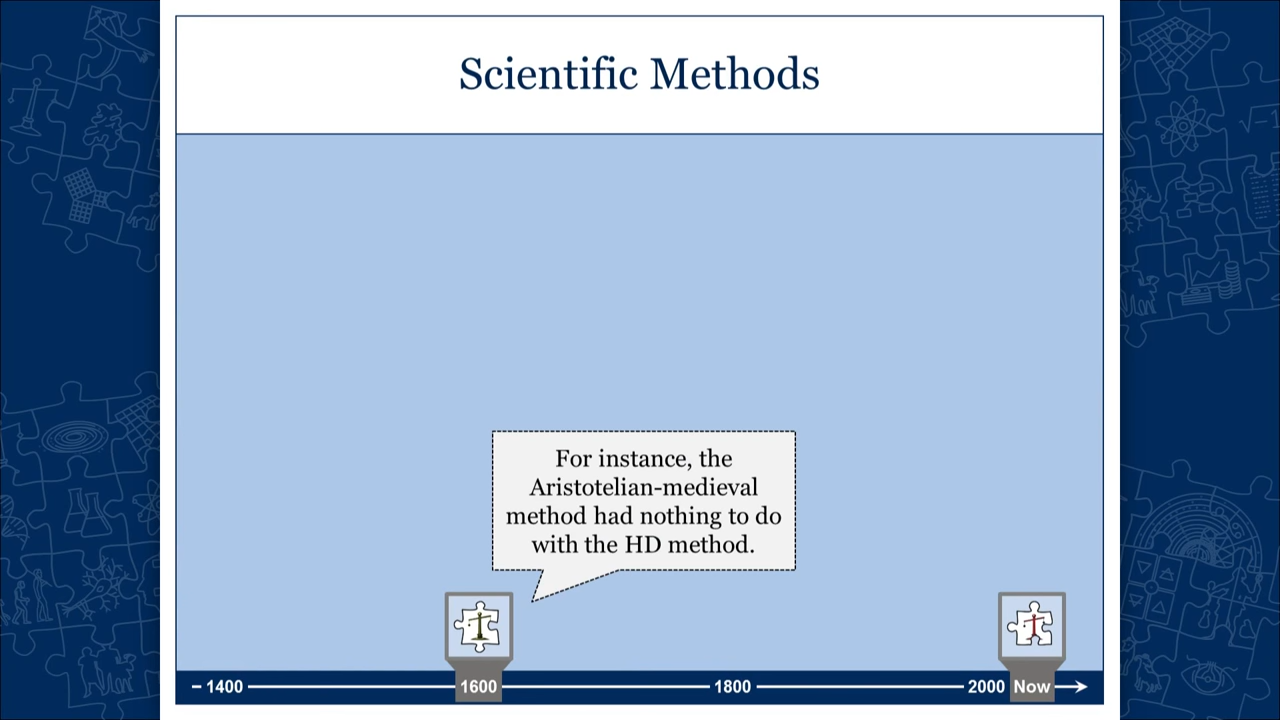 Scientific Methods
For instance, the
Aristotelian-medieval
method had nothing to do
with the HD method.
1400
1600
1800
2000
Now
√-1